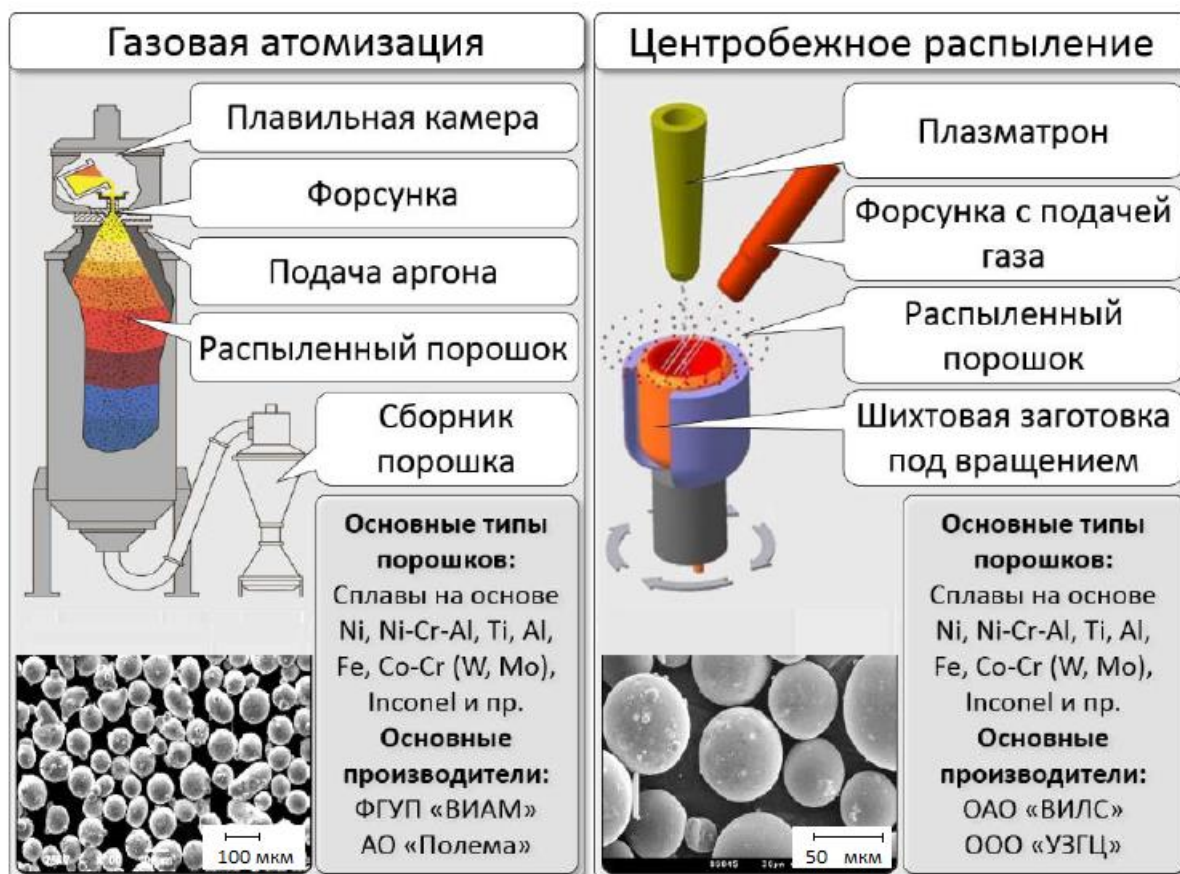 Газовая атомизация
Плавильная камера
Форсунка
Подача аргона
Распыленный порошок
Сборник
порошка
Основные типы
порошков:
Сплавы на основе
Ni, Ni-Cr-Al, Ti, Al,
Fe, Co-Cr (W, Mo),
Inconel и пр.
Основные
производители:
ФГУП «ВИАМ»
АО «Полема»
100 мкм
Центробежное распыление
Плазматрон
Форсунка с подачей
газа
Распыленный
порошок
Шихтовая заготовка
под вращением
Основные типы
порошков:
Сплавы на основе
Ni, Ni-Cr-Al, Ti, Al,
Fe, Co-Cr (W, Mo),
Inconel и пр.
Основные
производители:
ОАО «ВИЛС»
ООО «УЗГЦ»
50 мкм